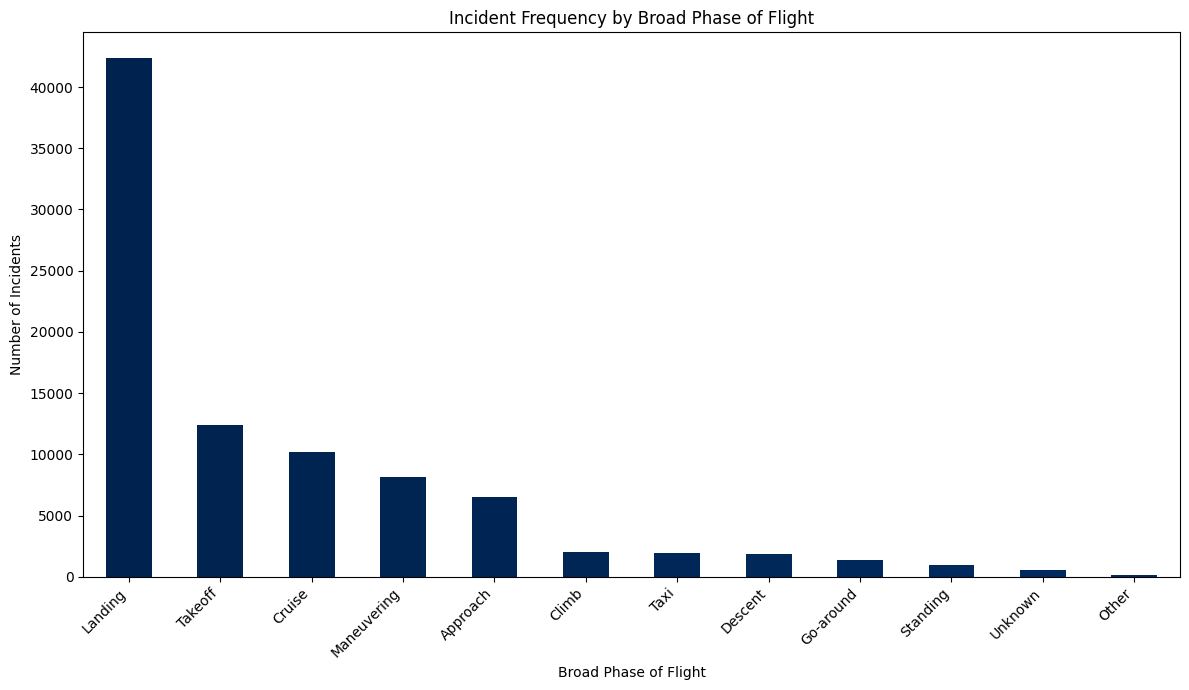 Incident Frequency by Broad Phase of Flight
Number of Incidents
40000
35000
30000
25000
20000
15000
10000
5000
0
Landing
Takeoff
Cruise
Maneuvering
Approach
Climb
Taxi
Descent
Go-around
Standing
Unknown
Other
Broad Phase of Flight